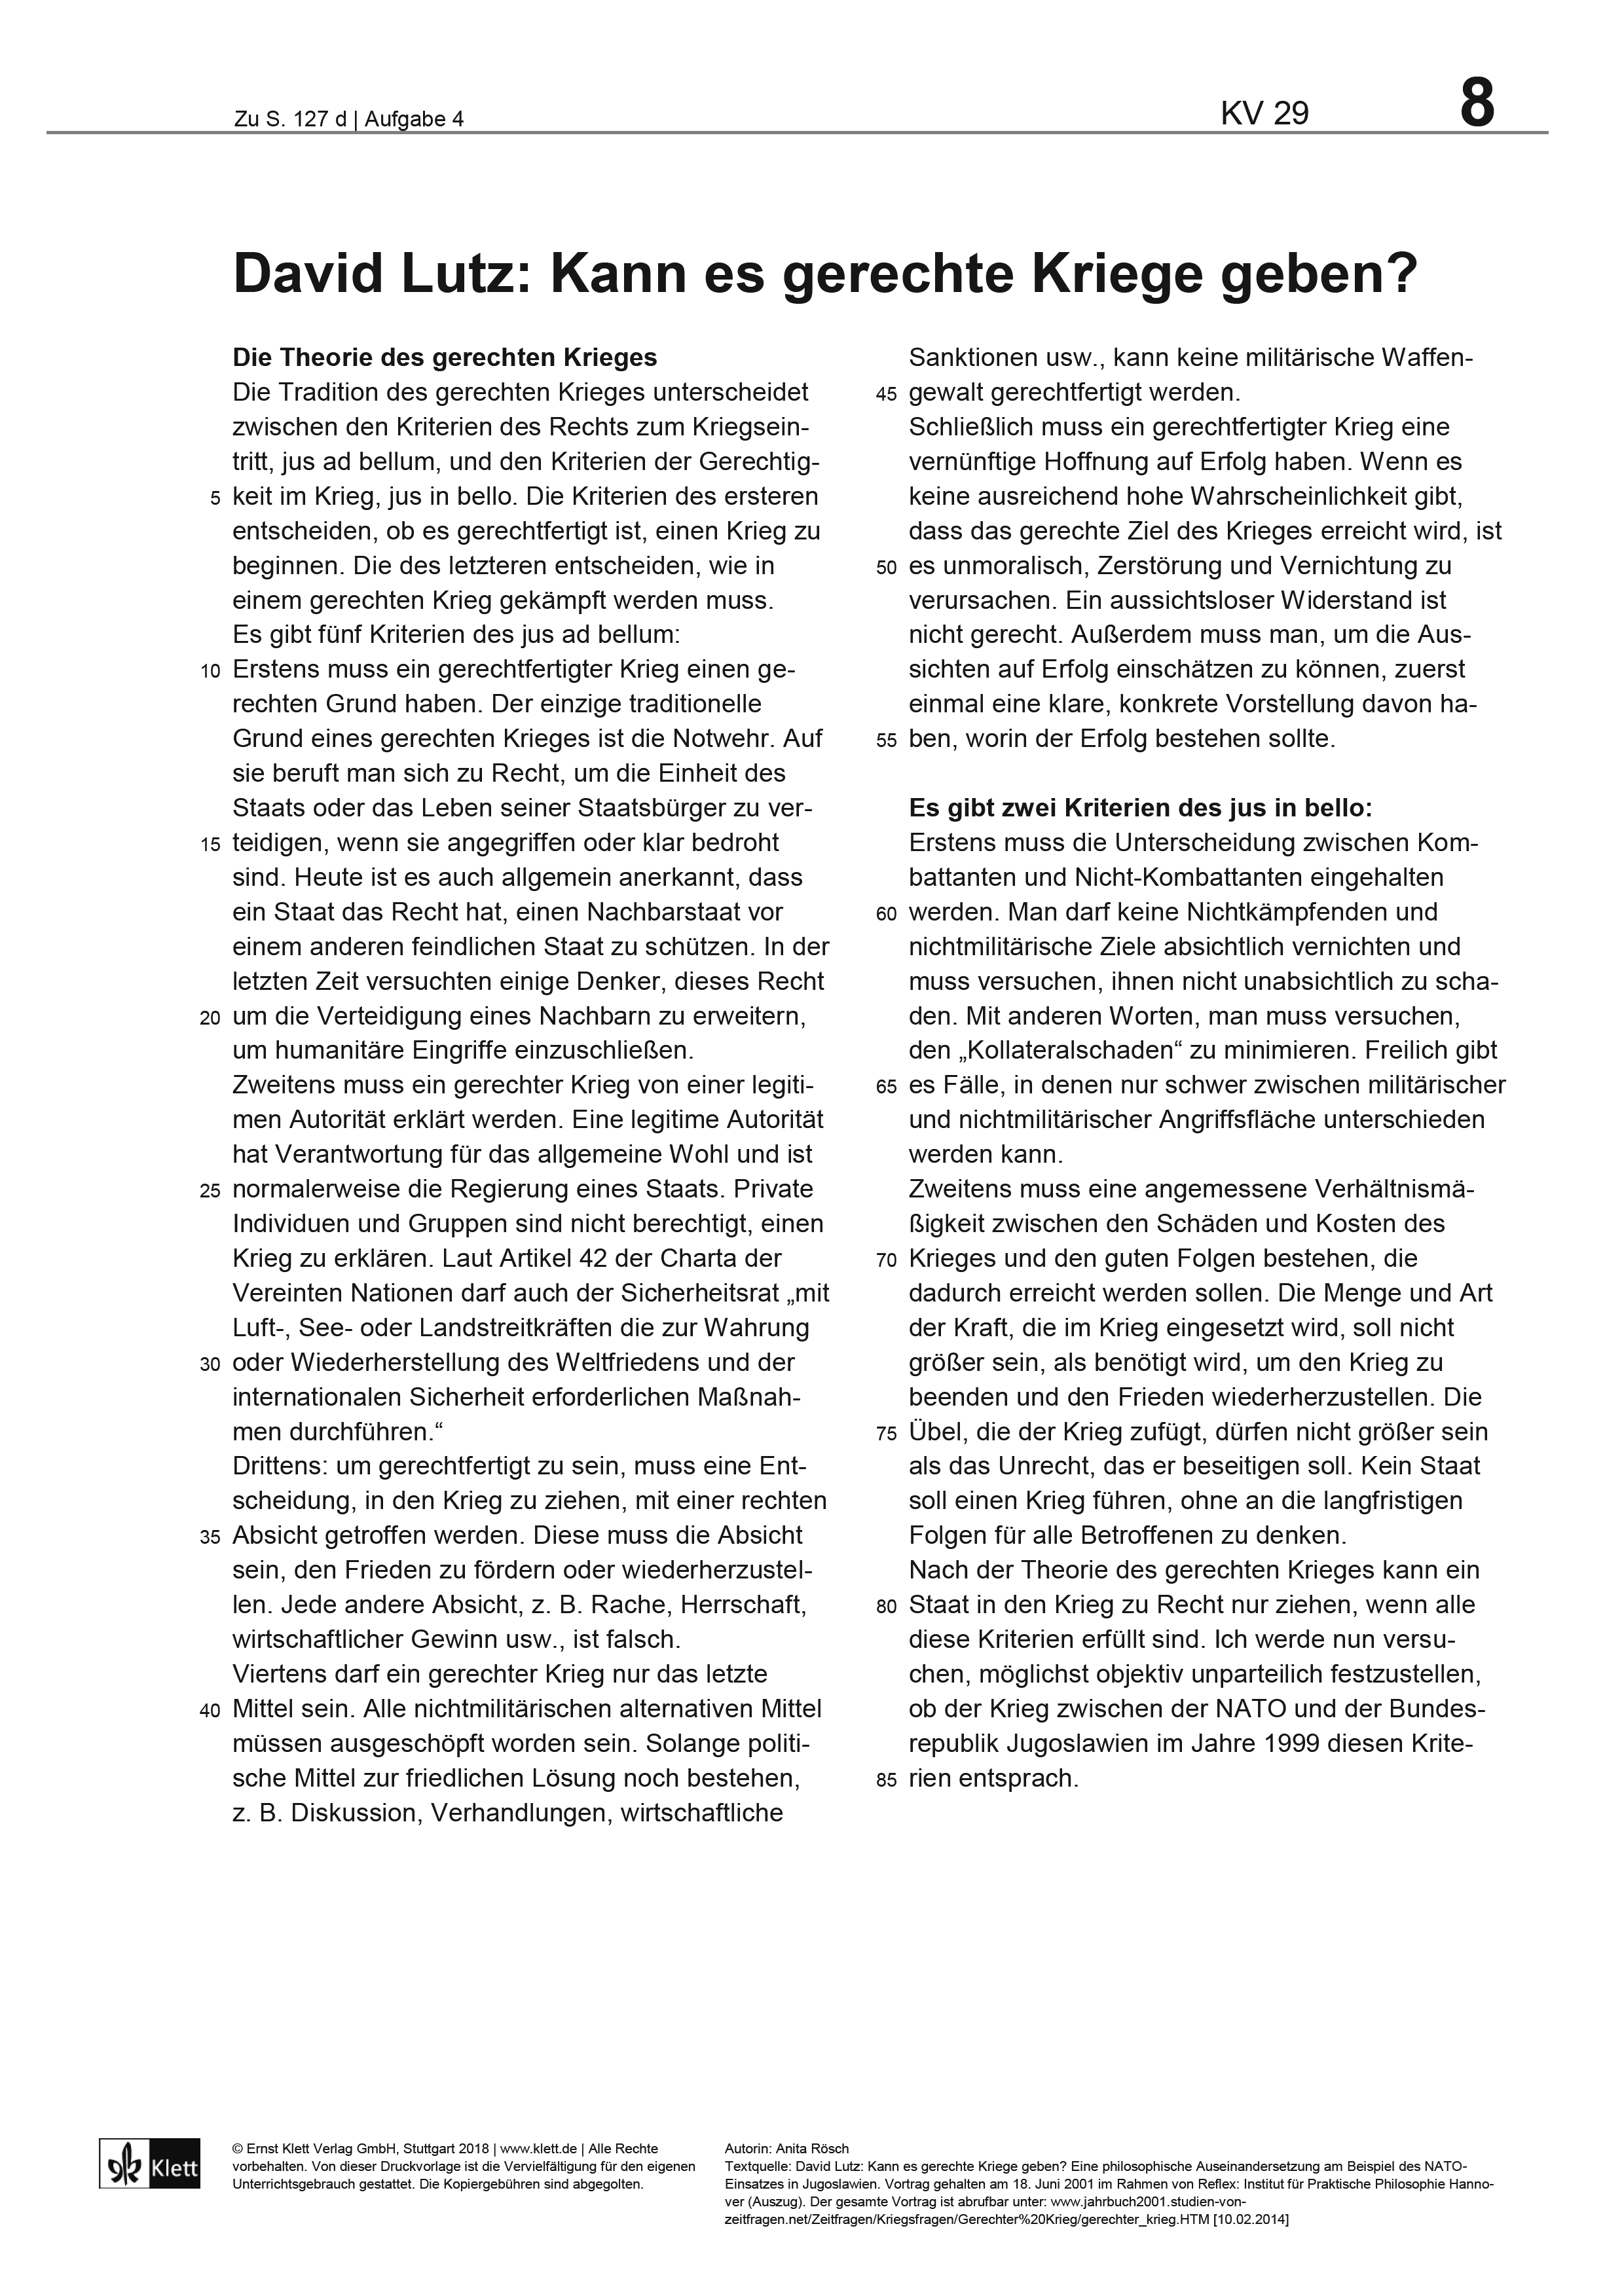 Zu S. 127 d | Aufgabe 4
KV 29
8
David Lutz: Kann es gerechte Kriege geben?
Die Theorie des gerechten Krieges
Die Tradition des gerechten Krieges unterscheidet
zwischen den Kriterien des Rechts zum Kriegsein-
tritt, jus ad bellum, und den Kriterien der Gerechtig-
5 keit im Krieg, jus in bello. Die Kriterien des ersteren
entscheiden, ob es gerechtfertigt ist, einen Krieg zu
beginnen. Die des letzteren entscheiden, wie in
einem gerechten Krieg gekämpft werden muss.
Es gibt fünf Kriterien des jus ad bellum:
10 Erstens muss ein gerechtfertigter Krieg einen ge-
rechten Grund haben. Der einzige traditionelle
Grund eines gerechten Krieges ist die Notwehr. Auf
sie beruft man sich zu Recht, um die Einheit des
Staats oder das Leben seiner Staatsbürger zu ver-
15 teidigen, wenn sie angegriffen oder klar bedroht
sind. Heute ist es auch allgemein anerkannt, dass
ein Staat das Recht hat, einen Nachbarstaat vor
einem anderen feindlichen Staat zu schützen. In der
letzten Zeit versuchten einige Denker, dieses Recht
20 um die Verteidigung eines Nachbarn zu erweitern,
um humanitäre Eingriffe einzuschließen.
Zweitens muss ein gerechter Krieg von einer legiti-
men Autorität erklärt werden. Eine legitime Autorität
hat Verantwortung für das allgemeine Wohl und ist
25 normalerweise die Regierung eines Staats. Private
Individuen und Gruppen sind nicht berechtigt, einen
Krieg zu erklären. Laut Artikel 42 der Charta der
Vereinten Nationen darf auch der Sicherheitsrat „mit
Luft-, See- oder Landstreitkräften die zur Wahrung
30 oder Wiederherstellung des Weltfriedens und der
internationalen Sicherheit erforderlichen Maßnah-
men durchführen.“
Drittens: um gerechtfertigt zu sein, muss eine Ent-
scheidung, in den Krieg zu ziehen, mit einer rechten
35 Absicht getroffen werden. Diese muss die Absicht
sein, den Frieden zu fördern oder wiederherzustel-
len. Jede andere Absicht, z. B. Rache, Herrschaft,
wirtschaftlicher Gewinn usw., ist falsch.
Viertens darf ein gerechter Krieg nur das letzte
40 Mittel sein. Alle nichtmilitärischen alternativen Mittel
müssen ausgeschöpft worden sein. Solange politi-
sche Mittel zur friedlichen Lösung noch bestehen,
z. B. Diskussion, Verhandlungen, wirtschaftliche
Sanktionen usw., kann keine militärische Waffen-
45 gewalt gerechtfertigt werden.
Schließlich muss ein gerechtfertigter Krieg eine
vernünftige Hoffnung auf Erfolg haben. Wenn es
keine ausreichend hohe Wahrscheinlichkeit gibt,
dass das gerechte Ziel des Krieges erreicht wird, ist
50 es unmoralisch, Zerstörung und Vernichtung zu
verursachen. Ein aussichtsloser Widerstand ist
nicht gerecht. Außerdem muss man, um die Aus-
sichten auf Erfolg einschätzen zu können, zuerst
einmal eine klare, konkrete Vorstellung davon ha-
55 ben, worin der Erfolg bestehen sollte.
Es gibt zwei Kriterien des jus in bello:
Erstens muss die Unterscheidung zwischen Kom-
battanten und Nicht-Kombattanten eingehalten
60 werden. Man darf keine Nichtkämpfenden und
nichtmilitärische Ziele absichtlich vernichten und
muss versuchen, ihnen nicht unabsichtlich zu scha-
den. Mit anderen Worten, man muss versuchen,
den „Kollateralschaden“ zu minimieren. Freilich gibt
65 es Fälle, in denen nur schwer zwischen militärischer
und nichtmilitärischer Angriffsfläche unterschieden
werden kann.
Zweitens muss eine angemessene Verhältnismä-
ßigkeit zwischen den Schäden und Kosten des
70 Krieges und den guten Folgen bestehen, die
dadurch erreicht werden sollen. Die Menge und Art
der Kraft, die im Krieg eingesetzt wird, soll nicht
größer sein, als benötigt wird, um den Krieg zu
beenden und den Frieden wiederherzustellen. Die
75 Übel, die der Krieg zufügt, dürfen nicht größer sein
als das Unrecht, das er beseitigen soll. Kein Staat
soll einen Krieg führen, ohne an die langfristigen
Folgen für alle Betroffenen zu denken.
Nach der Theorie des gerechten Krieges kann ein
80 Staat in den Krieg zu Recht nur ziehen, wenn alle
diese Kriterien erfüllt sind. Ich werde nun versu-
chen, möglichst objektiv unparteilich festzustellen,
ob der Krieg zwischen der NATO und der Bundes-
republik Jugoslawien im Jahre 1999 diesen Krite-
85 rien entsprach.
Klett
© Ernst Klett Verlag GmbH, Stuttgart 2018 | www.klett.de | Alle Rechte
vorbehalten. Von dieser Druckvorlage ist die Vervielfältigung für den eigenen
Unterrichtsgebrauch gestattet. Die Kopiergebühren sind abgegolten.
Autorin: Anita Rösch
Textquelle: David Lutz: Kann es gerechte Kriege geben? Eine philosophische Auseinandersetzung am Beispiel des NATO-
Einsatzes in Jugoslawien. Vortrag gehalten am 18. Juni 2001 im Rahmen von Reflex: Institut für Praktische Philosophie Hanno-
ver (Auszug). Der gesamte Vortrag ist abrufbar unter: www.jahrbuch2001.studien-von-
zeitfragen.net/Zeitfragen/Kriegsfragen/Gerechter%20Krieg/gerechter_krieg.HTM [10.02.2014]